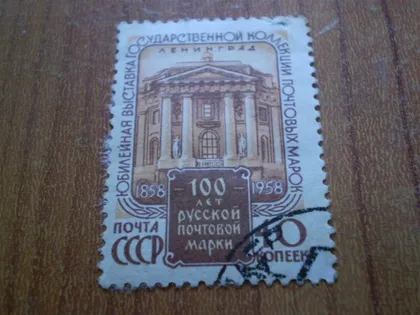 ЮБИЛЕЙНАЯ ВЫСТАВКА ГОСУДАРСТВЕННОЙ КОЛЛЕКЦИИ ПОЧТОВЫХ МАРОК
ЛЕНИНГРАД
1858 1958
100
ЛЕТ
РУССКОЙ
ПОЧТОВОЙ
МАРКИ
ПОЧТА
СССР
КОПЕЕК